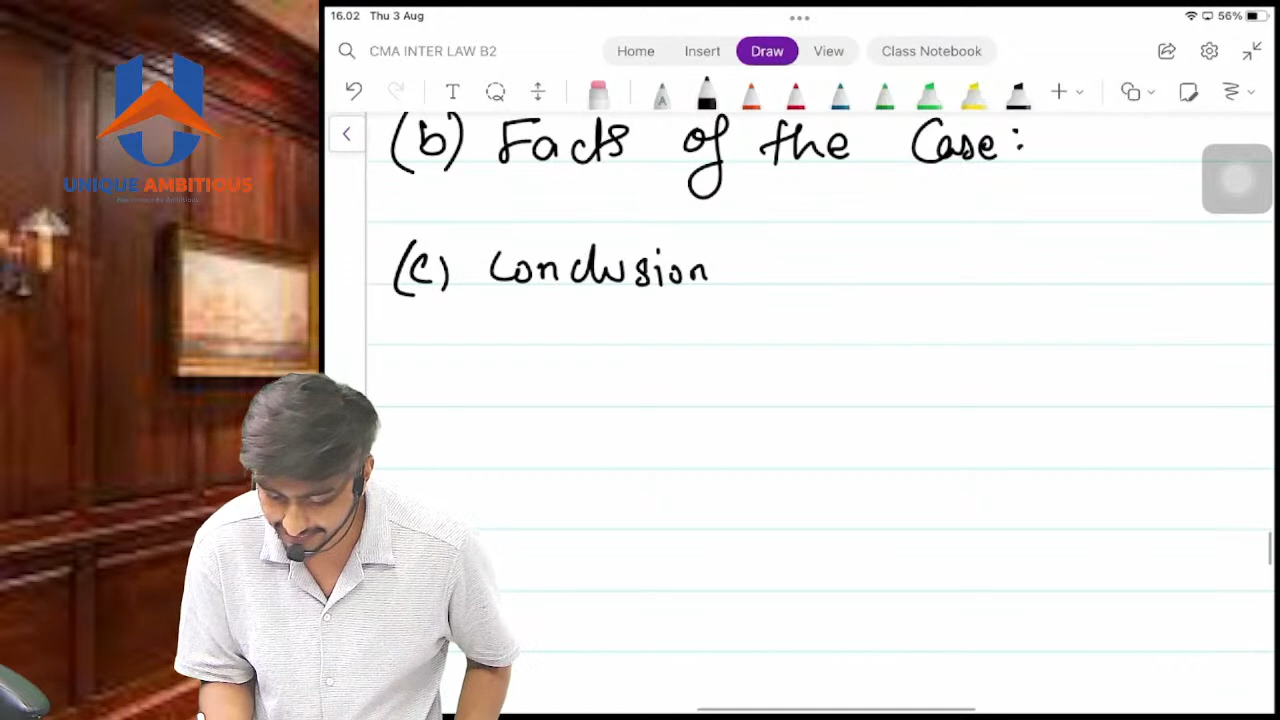 16.02 Thu 3 Aug
56%
CMA INTER LAW B2
Home Insert Draw View Class Notebook
(b) Facts of the Case:
(c) Conclusion
UNIQUE AMBITIOUS